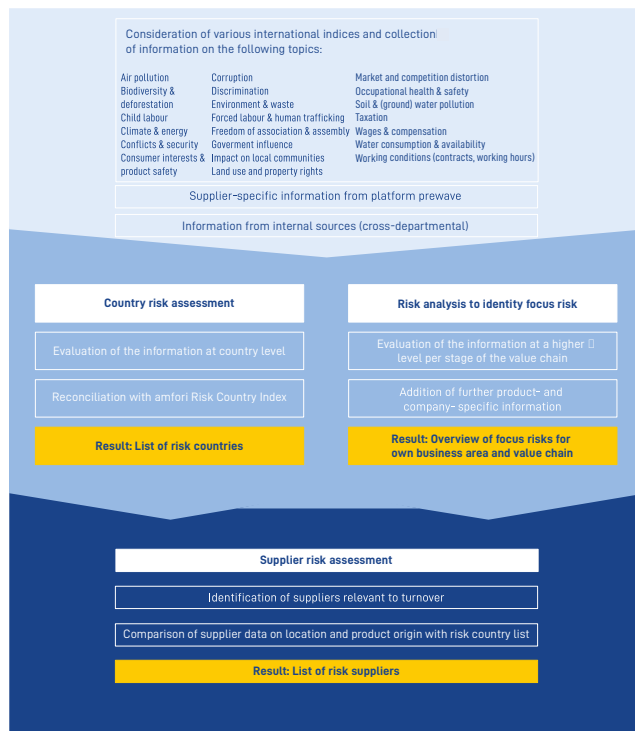 Consideration of various international indices and collection
of information on the following topics:
Air pollution
Biodiversity &
deforestation
Child labour
Climate & energy
Conflicts & security
Consumer interests &
product safety
Corruption
Discrimination
Environment & waste
Forced labour & human trafficking
Freedom of association & assembly
Goverment influence
Impact on local communities
Land use and property rights
Market and competition distortion
Occupational health & safety
Soil & (ground) water pollution
Taxation
Wages & compensation
Water consumption & availability
Working conditions (contracts, working hours)
Supplier-specific information from platform prewave
Information from internal sources (cross-departmental)
Country risk assessment
Evaluation of the information at country level
Reconciliation with amfori Risk Country Index
Result: List of risk countries
Risk analysis to identity focus risk
Evaluation of the information at a higher
level per stage of the value chain
Addition of further product- and
company- specific information
Result: Overview of focus risks for
own business area and value chain
Supplier risk assessment
Identification of suppliers relevant to turnover
Comparison of supplier data on location and product origin with risk country list
Result: List of risk suppliers